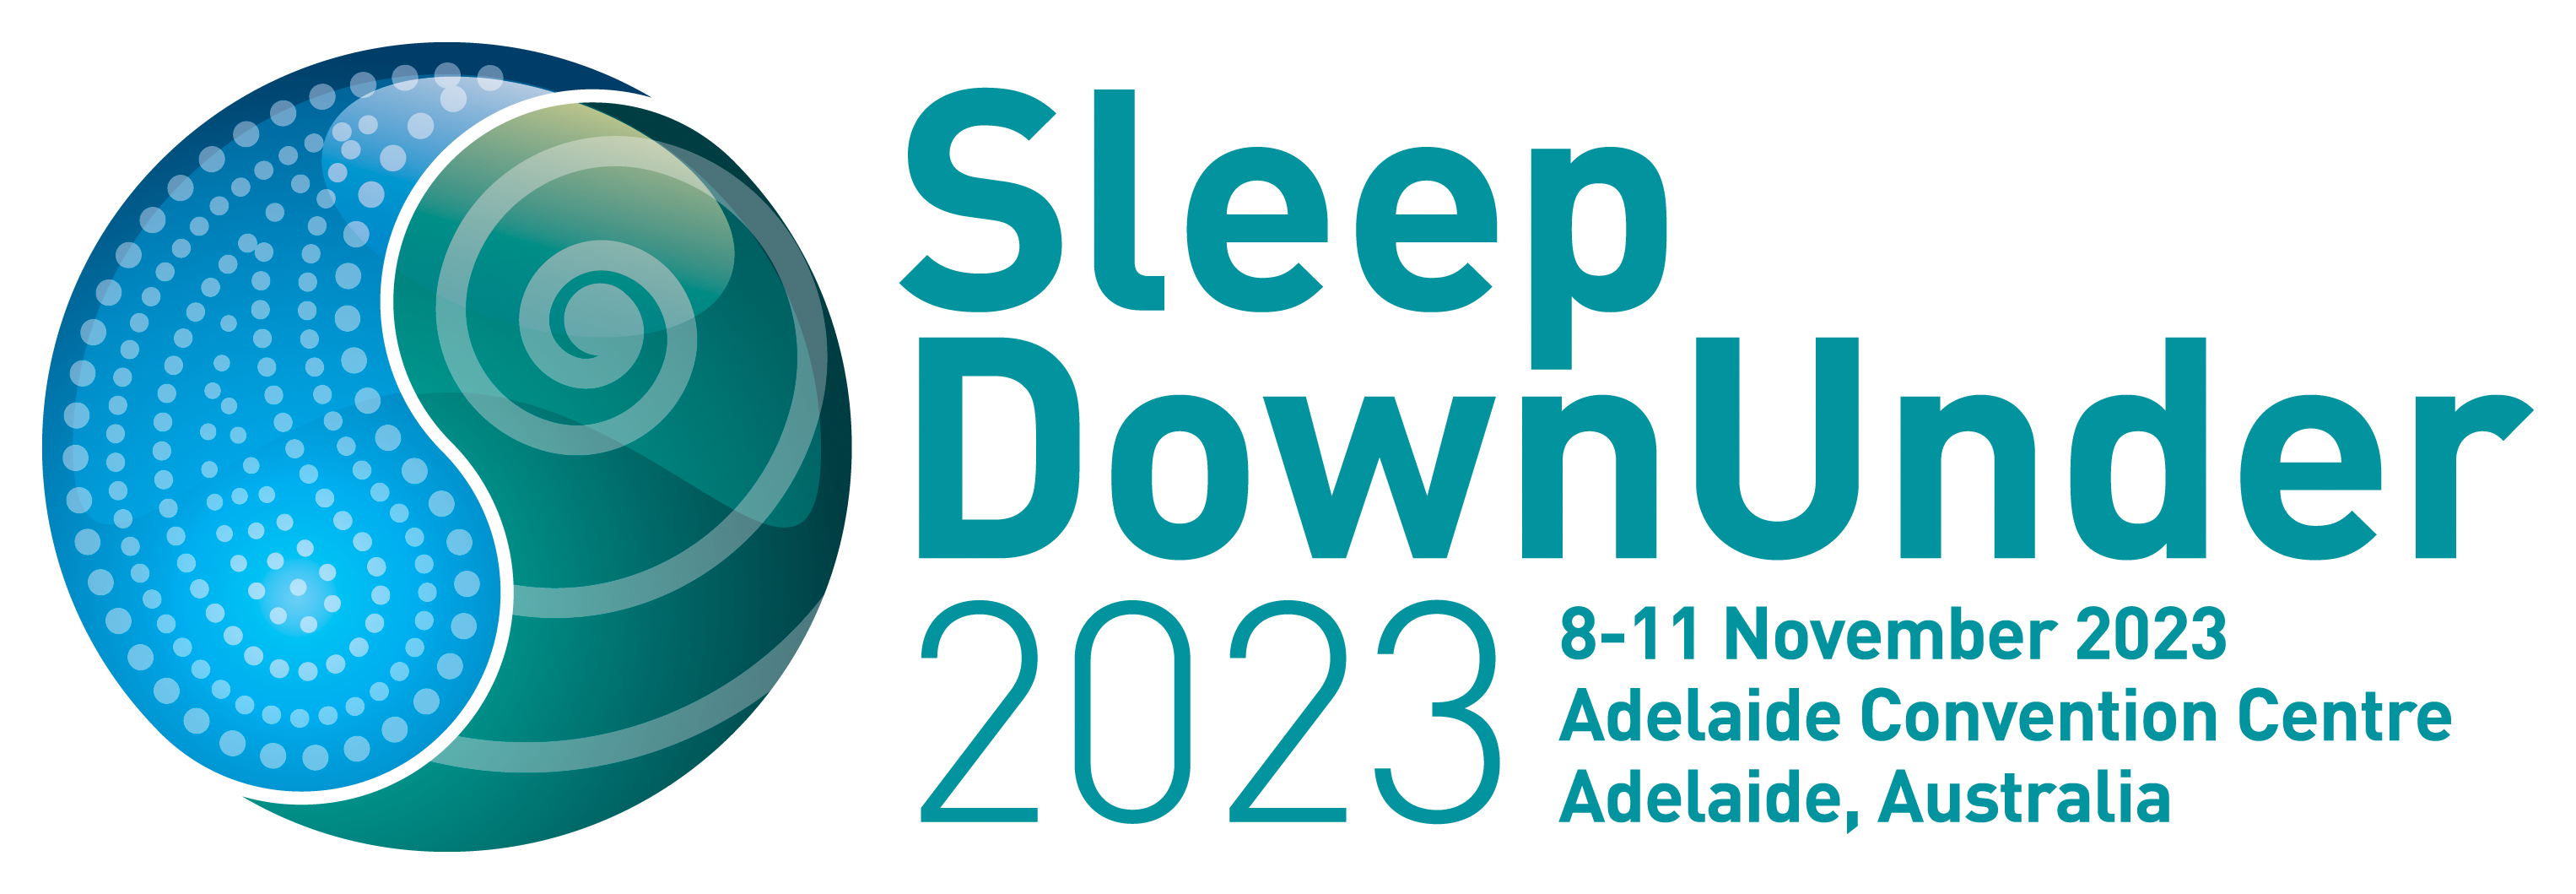 Sleep
DownUnder
2023
8-11 November 2023
Adelaide Convention Centre
Adelaide, Australia